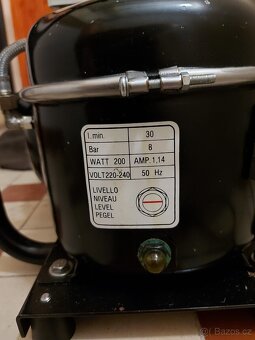 l. min. 30
Bar 8
WATT 200 AMP. 1,14
VOLT 220-240 50 Hz
LIVELLO
NIVEAU
LEVEL
PEGEL
© Bazos.cz